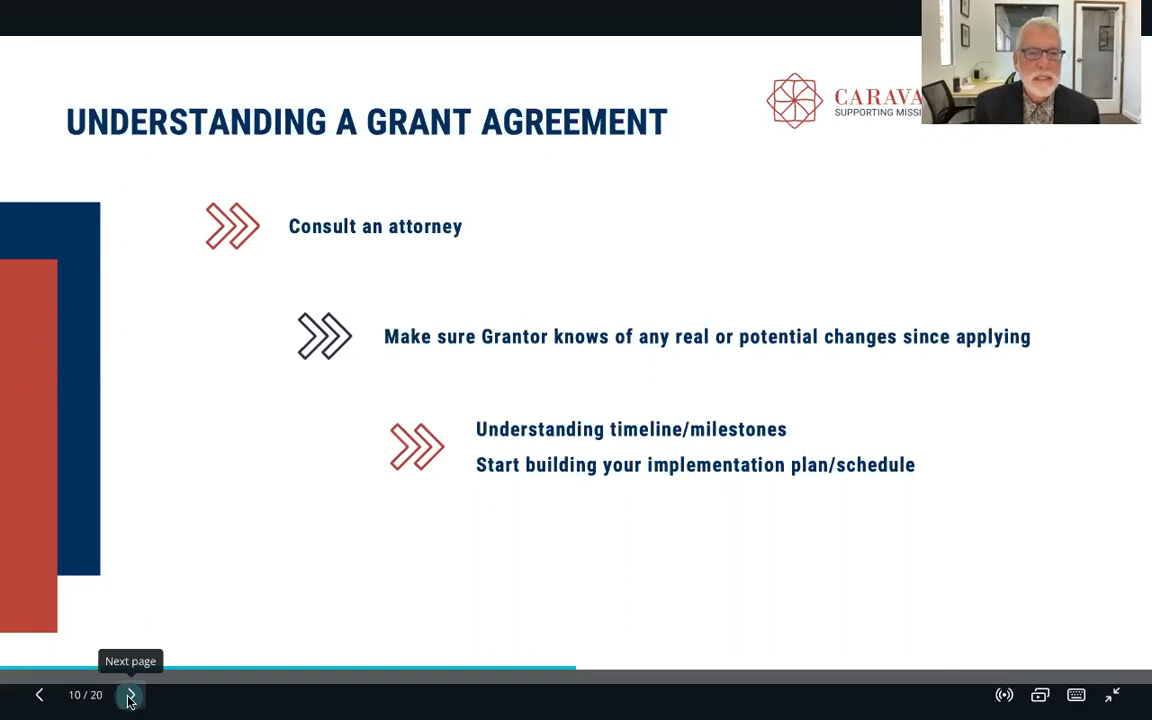 UNDERSTANDING A GRANT AGREEMENT
CARAVA
SUPPORTING MISSI
Consult an attorney
Make sure Grantor knows of any real or potential changes since applying
Understanding timeline/milestones
Start building your implementation plan/schedule
Next page
10 / 20